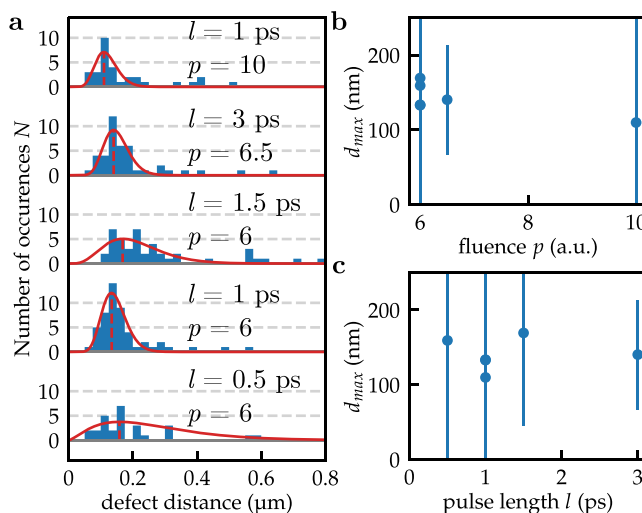 a
Number of occurences N
10
5
0
l = 1 ps
p = 10
10
5
0
l = 3 ps
p = 6.5
10
5
0
l = 1.5 ps
p = 6
10
5
0
l = 1 ps
p = 6
10
5
0
l = 0.5 ps
p = 6
0 0.2 0.4 0.6 0.8
defect distance (µm)
b
d_max (nm)
200
100
0
6 8 10
fluence p (a.u.)
c
d_max (nm)
200
100
0
0 1 2 3
pulse length l (ps)